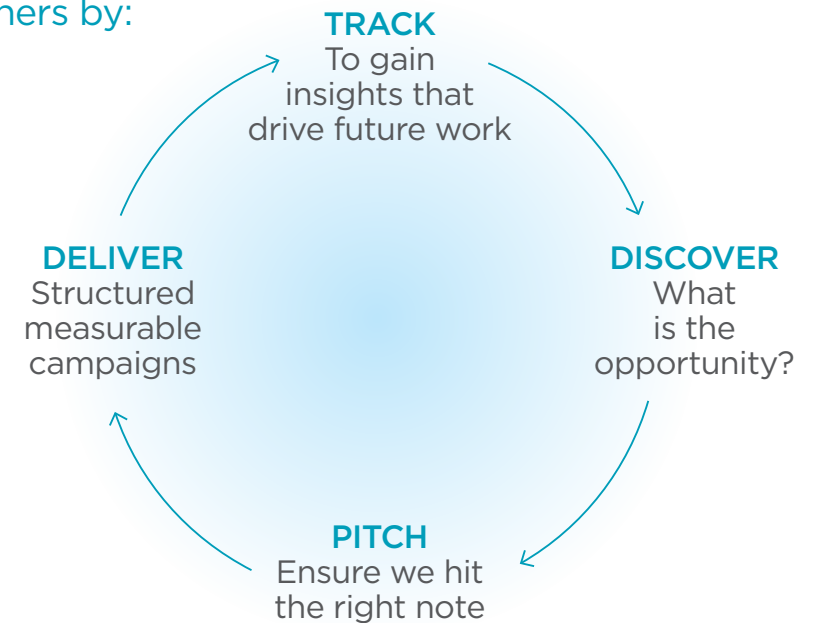 by:
TRACK
To gain
insights that
drive future work
DISCOVER
What
is the
opportunity?
PITCH
Ensure we hit
the right note
DELIVER
Structured
measurable
campaigns